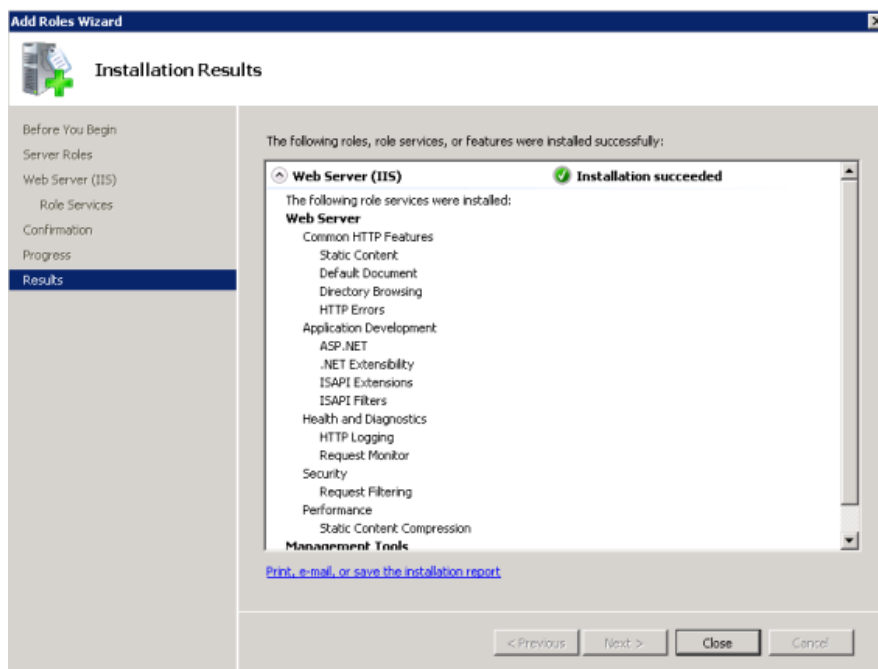 Add Roles Wizard
Installation Results
Before You Begin
Server Roles
Web Server (IIS)
Role Services
Confirmation
Progress
Results
The following roles, role services, or features were installed successfully:
Web Server (IIS) Installation succeeded
The following role services were installed:
Web Server
Common HTTP Features
Static Content
Default Document
Directory Browsing
HTTP Errors
Application Development
ASP.NET
.NET Extensibility
ISAPI Extensions
ISAPI Filters
Health and Diagnostics
HTTP Logging
Request Monitor
Security
Request Filtering
Performance
Static Content Compression
Management Tools
Print, e-mail, or save the installation report
< Previous Next > Close Cancel